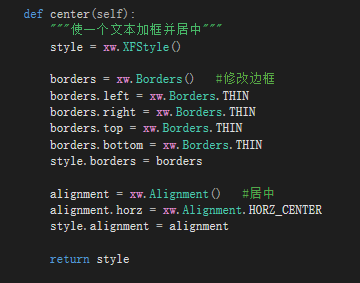 def center(self):
    """使一个文本加框并居中"""
    style = xw.XFStyle()

    borders = xw.Borders()   #修改边框
    borders.left = xw.Borders.THIN
    borders.right = xw.Borders.THIN
    borders.top = xw.Borders.THIN
    borders.bottom = xw.Borders.THIN
    style.borders = borders

    alignment = xw.Alignment()   #居中
    alignment.horz = xw.Alignment.HORZ_CENTER
    style.alignment = alignment

    return style